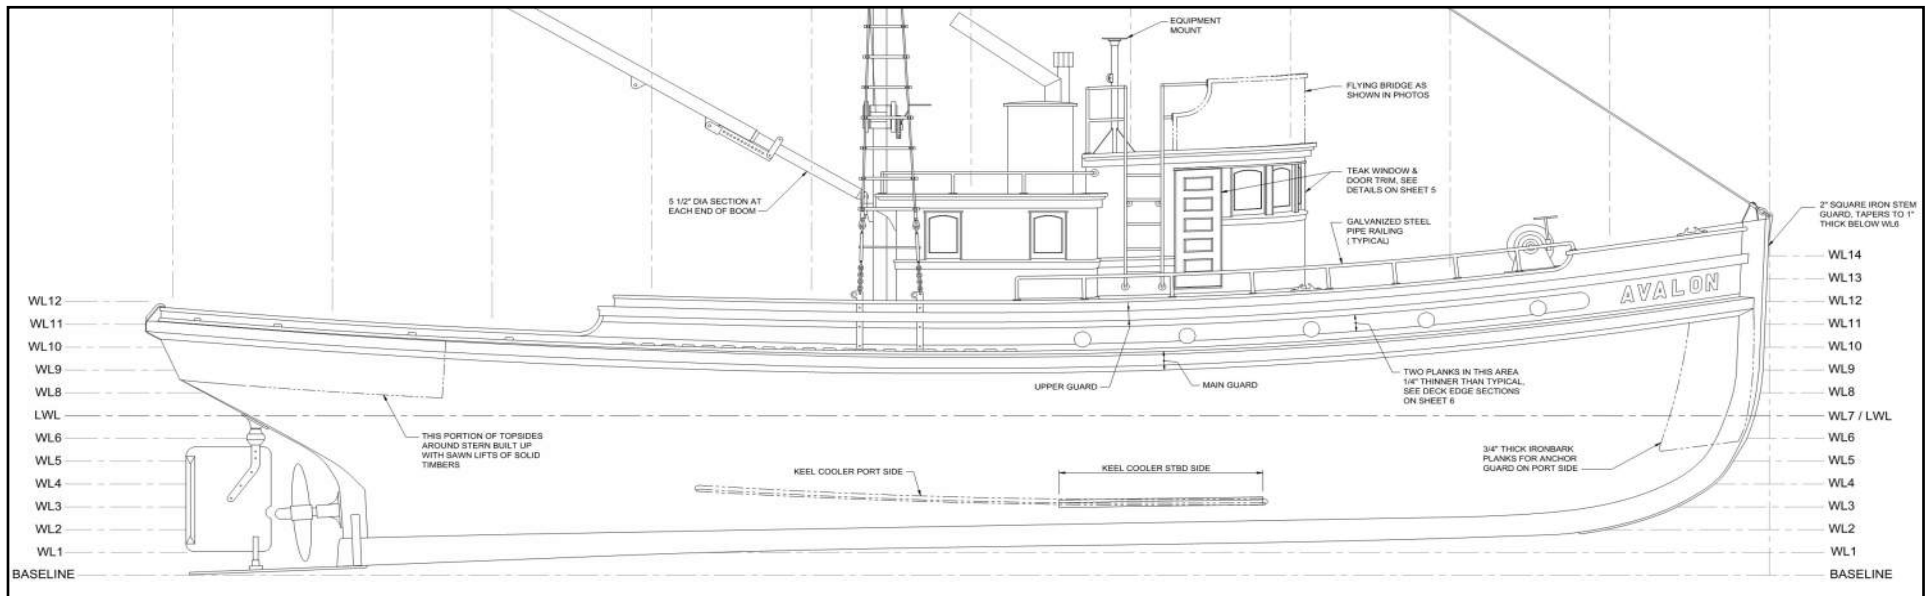 EQUIPMENT
MOUNT
FLYING BRIDGE AS
SHOWN IN PHOTOS
TEAK WINDOW &
DOOR TRIM, SEE
DETAILS ON SHEET 5
5 1/2" DIA SECTION AT
EACH END OF BOOM
GALVANIZED STEEL
PIPE RAILING
( TYPICAL)
2" SQUARE IRON STEM
GUARD, TAPERS TO 1"
THICK BELOW WL6
AVALON
UPPER GUARD
MAIN GUARD
TWO PLANKS IN THIS AREA
1/4" THINNER THAN TYPICAL,
SEE DECK EDGE SECTIONS
ON SHEET 6
THIS PORTION OF TOPSIDES
AROUND STERN BUILT UP
WITH SAWN LIFTS OF SOLID
TIMBERS
KEEL COOLER PORT SIDE
KEEL COOLER STBD SIDE
3/4" THICK IRONBARK
PLANKS FOR ANCHOR
GUARD ON PORT SIDE
WL12
WL11
WL10
WL9
WL8
LWL
WL6
WL5
WL4
WL3
WL2
WL1
BASELINE
WL14
WL13
WL12
WL11
WL10
WL9
WL8
WL7 / LWL
WL6
WL5
WL4
WL3
WL2
WL1
BASELINE